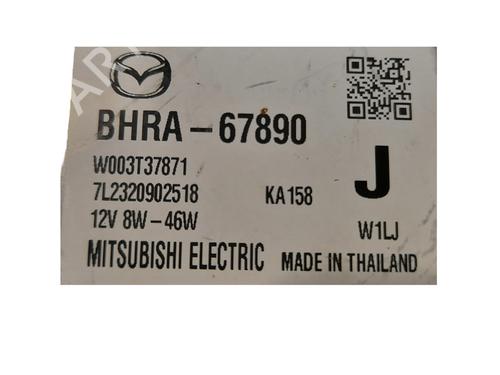 BHRA-67890
W003T37871
7L2320902518 KA158 J
12V 8W-46W W1LJ
MITSUBISHI ELECTRIC MADE IN THAILAND